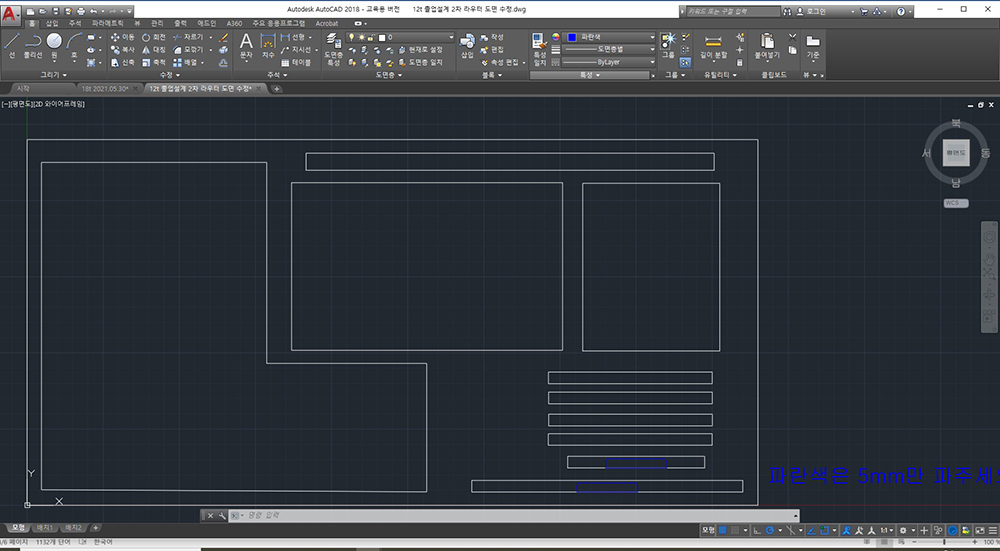 Autodesk AutoCAD 2018 - 교육용 버전 12t 졸업설계 2차 라우타 도면 수정.dwg
키워드 또는 구절 입력
로그인
홈 삽입 주석 파라메트릭 뷰 관리 출력 애드인 A360 주요 응용프로그램 Acrobat
선 폴리선 원 호
이동 회전 자르기
복사 대칭 모깎기
신축 축척 배열
문자 치수
선형
지시선
테이블
도면층 특성
0
현재로 설정
도면층 일치
삽입
작성
편집
속성 편집
특성 일치
파란색
도면층별
ByLayer
그룹
길이 분할
붙여넣기
기준
그리기 수정 주석 도면층 블록 특성 그룹 유틸리티 클립보드 뷰
시작 18t 2021.05.30* 12t 졸업설계 2차 라우타 도면 수정*
[−][평면도][2D 와이어프레임]
북
서 평면도 동
남
WCS
Y
X
파란색은 5mm만 파주세
명령 입력
모형 배치1 배치2 +
모형
1:1
페이지 1132개 단어 한국어
100%